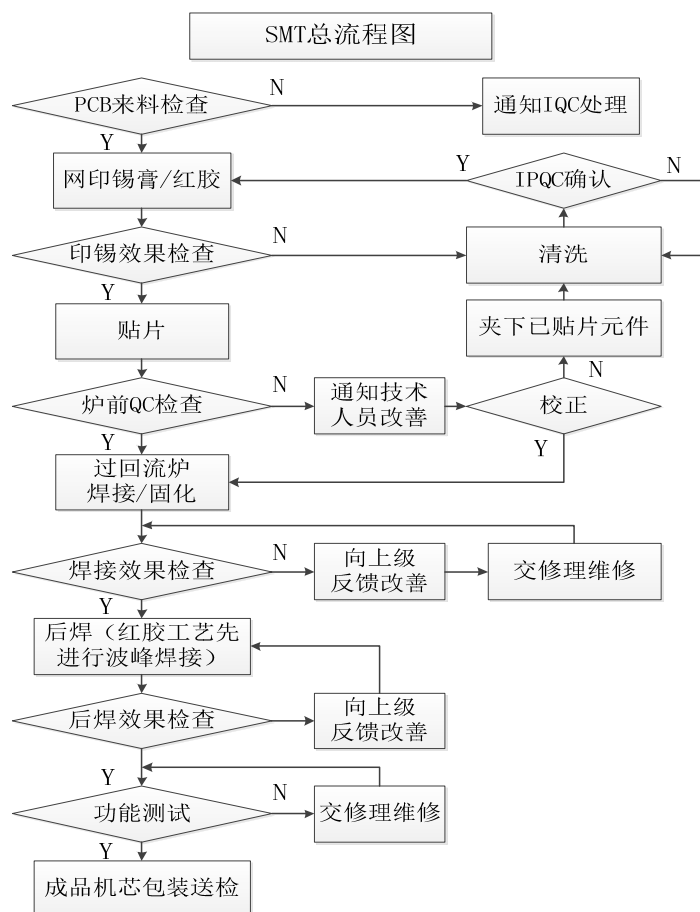 SMT总流程图
PCB来料检查
N
通知IQC处理
Y
网印锡膏/红胶
Y
IPQC确认
N
印锡效果检查
N
清洗
Y
贴片
夹下已贴片元件
N
炉前QC检查
N
通知技术
人员改善
校正
Y
Y
过回流炉
焊接/固化
焊接效果检查
N
向上级
反馈改善
交修理维修
Y
后焊（红胶工艺先
进行波峰焊接）
后焊效果检查
向上级
反馈改善
Y
功能测试
N
交修理维修
Y
成品机芯包装送检